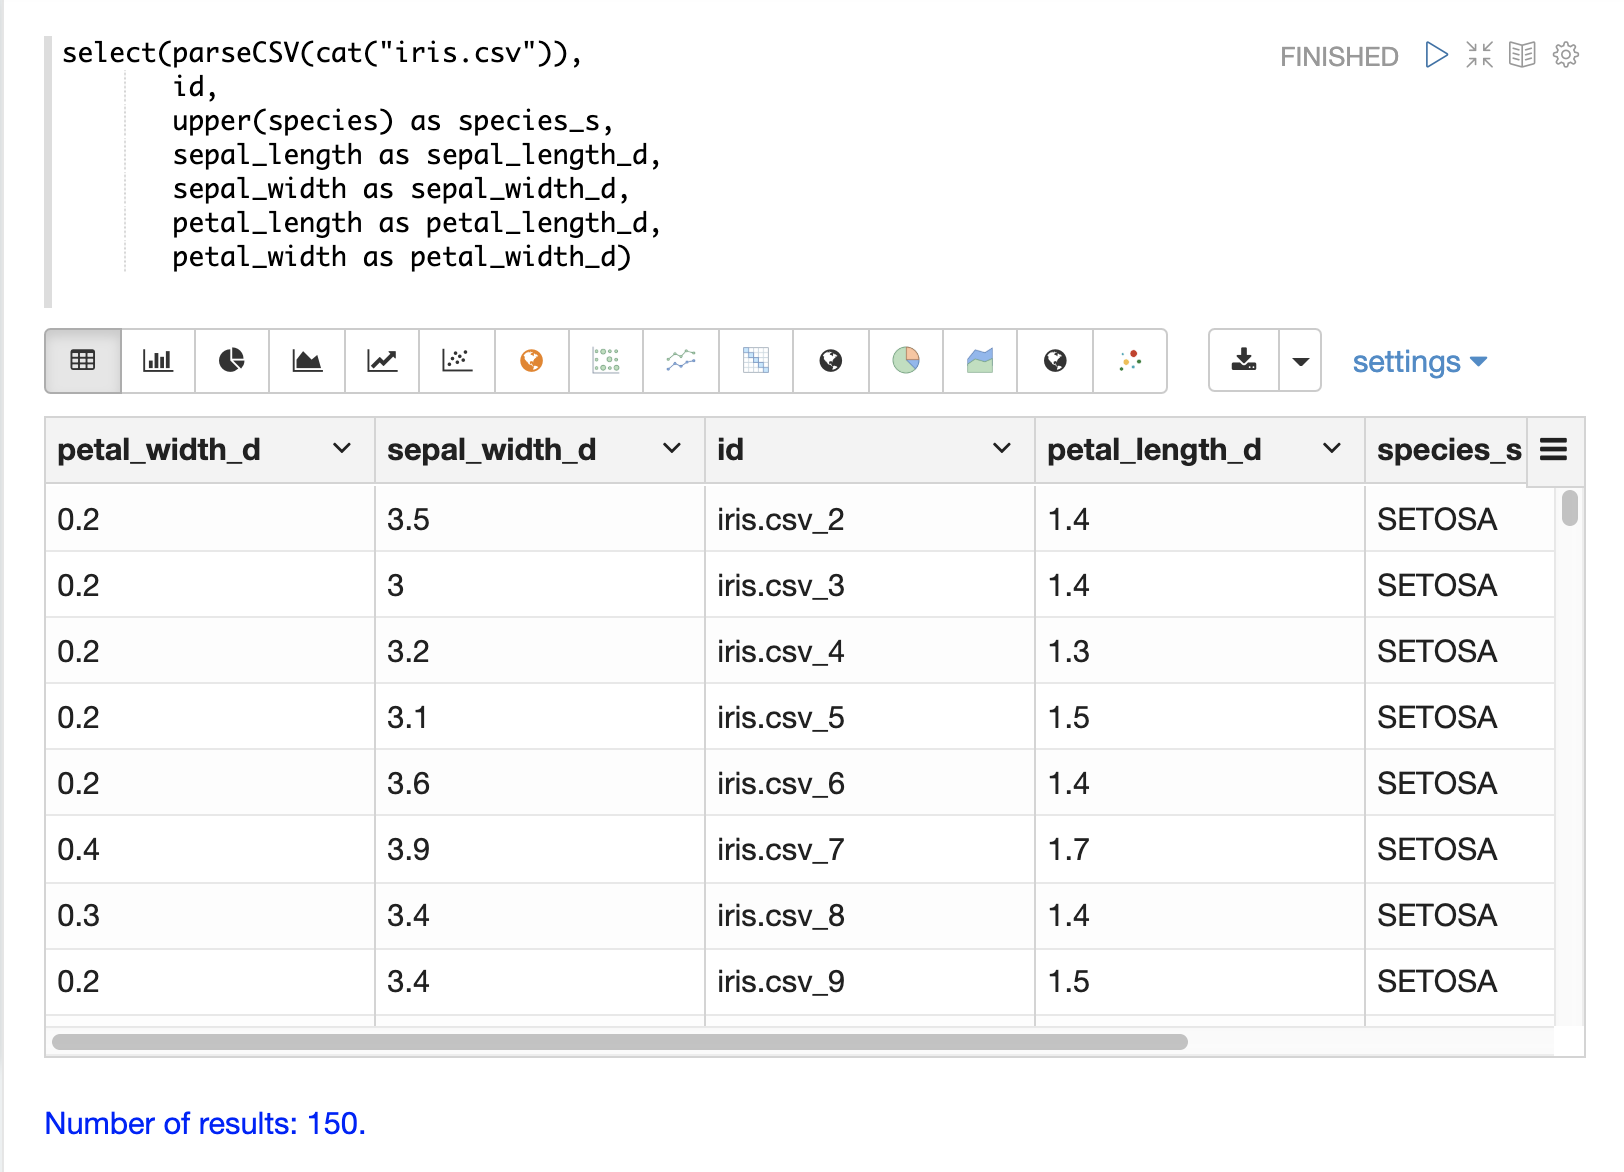 select(parseCSV(cat("iris.csv")),
id,
upper(species) as species_s,
sepal_length as sepal_length_d,
sepal_width as sepal_width_d,
petal_length as petal_length_d,
petal_width as petal_width_d)
FINISHED
settings
petal_width_d sepal_width_d id petal_length_d species_s
0.2 3.5 iris.csv_2 1.4 SETOSA
0.2 3 iris.csv_3 1.4 SETOSA
0.2 3.2 iris.csv_4 1.3 SETOSA
0.2 3.1 iris.csv_5 1.5 SETOSA
0.2 3.6 iris.csv_6 1.4 SETOSA
0.4 3.9 iris.csv_7 1.7 SETOSA
0.3 3.4 iris.csv_8 1.4 SETOSA
0.2 3.4 iris.csv_9 1.5 SETOSA
Number of results: 150.